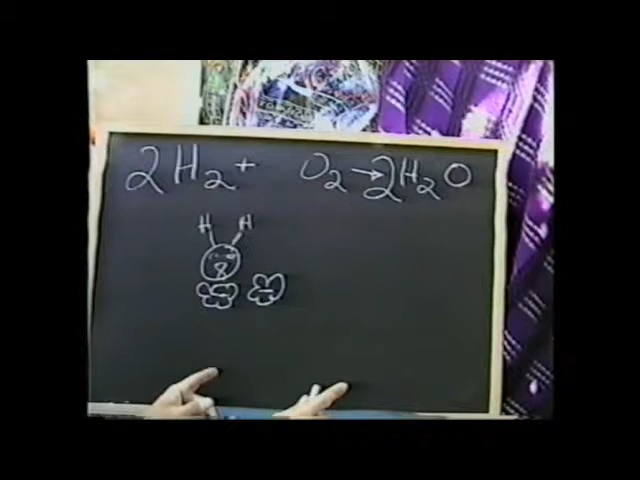 2H₂ + O₂ → 2H₂O
H H